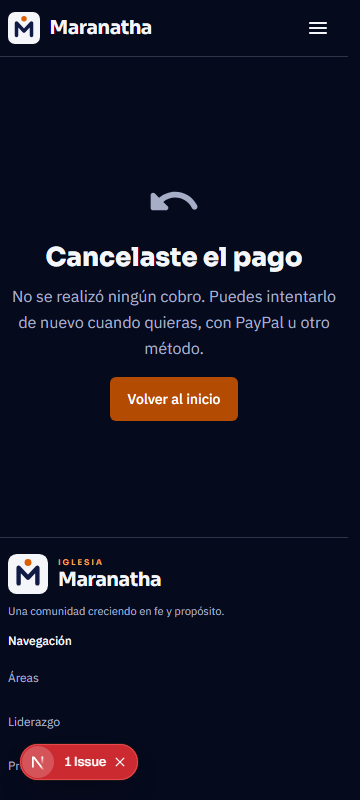 Maranatha
Cancelaste el pago
No se realizó ningún cobro. Puedes intentarlo
de nuevo cuando quieras, con PayPal u otro
método.
Volver al inicio
IGLESIA
Maranatha
Una comunidad creciendo en fe y propósito.
Navegación
Áreas
Liderazgo
1 Issue